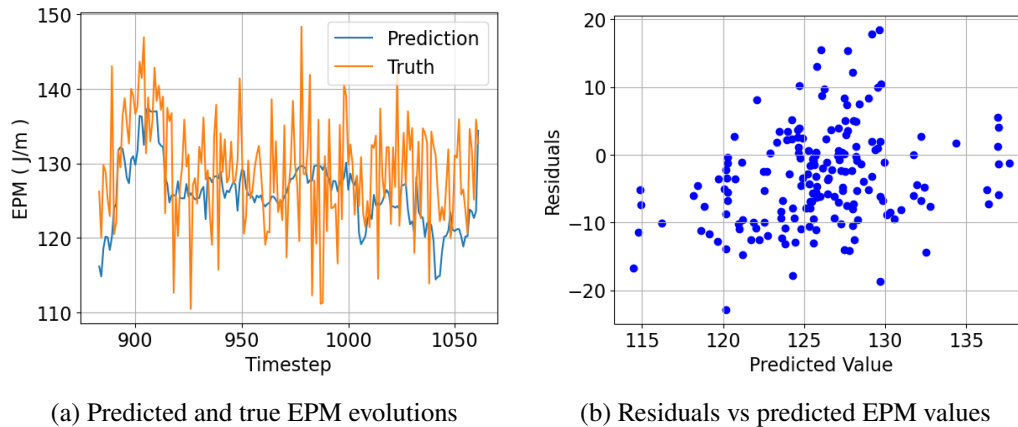 150
140
130
120
110
EPM ( J/m )
Prediction
Truth
900
950
1000
1050
Timestep
(a) Predicted and true EPM evolutions
20
10
0
−10
−20
Residuals
115
120
125
130
135
Predicted Value
(b) Residuals vs predicted EPM values